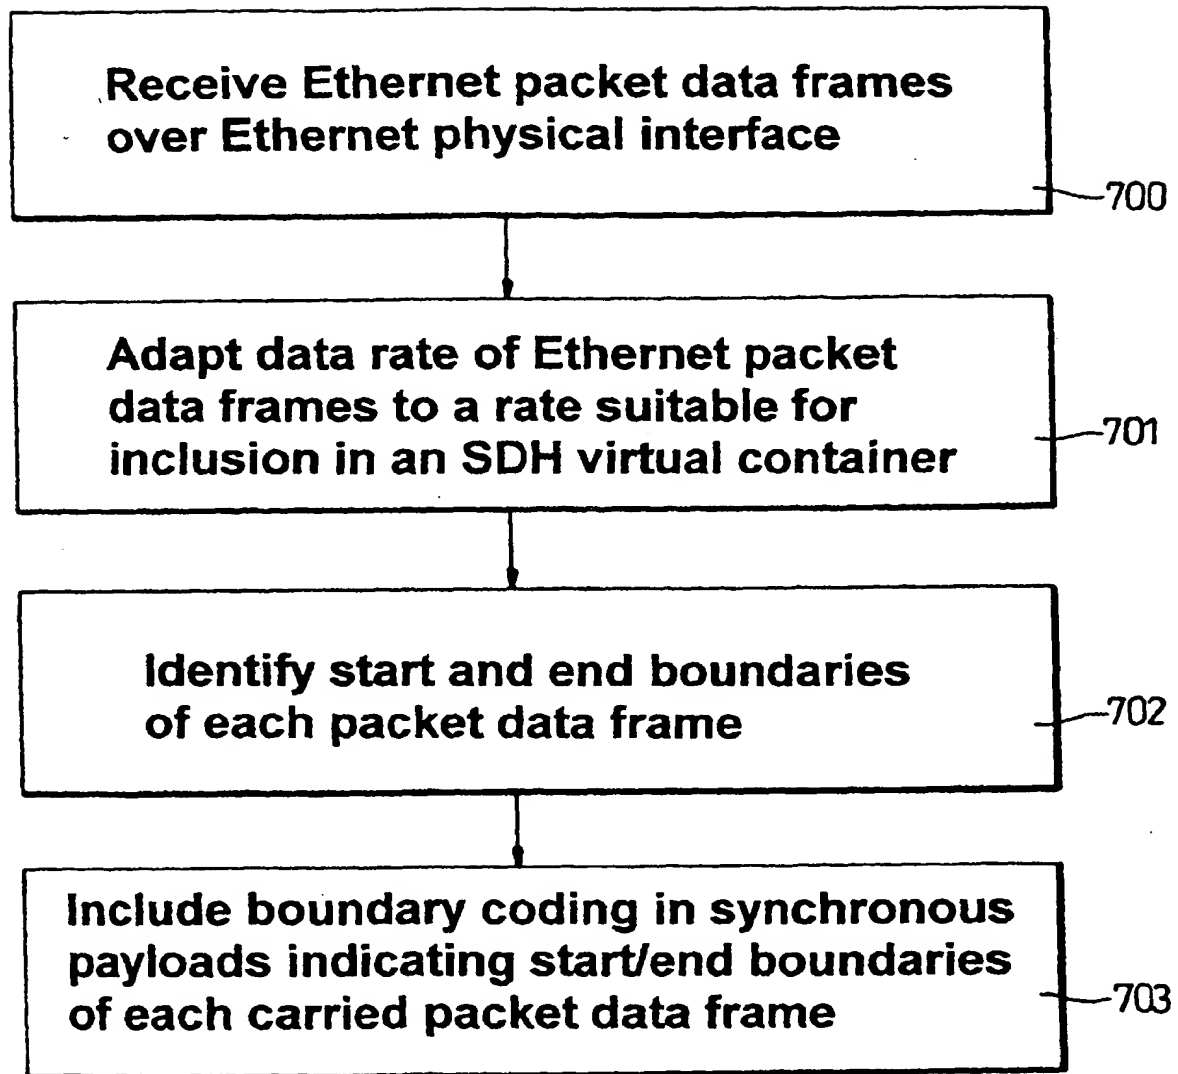 Receive Ethernet packet data frames
over Ethernet physical interface
700
Adapt data rate of Ethernet packet
data frames to a rate suitable for
inclusion in an SDH virtual container
701
Identify start and end boundaries
of each packet data frame
702
Include boundary coding in synchronous
payloads indicating start/end boundaries
of each carried packet data frame
703